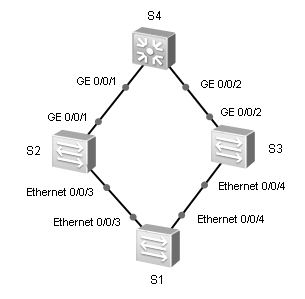 S4
GE 0/0/1
GE 0/0/2
GE 0/0/1
GE 0/0/2
S2
S3
Ethernet 0/0/3
Ethernet 0/0/4
Ethernet 0/0/3
Ethernet 0/0/4
S1